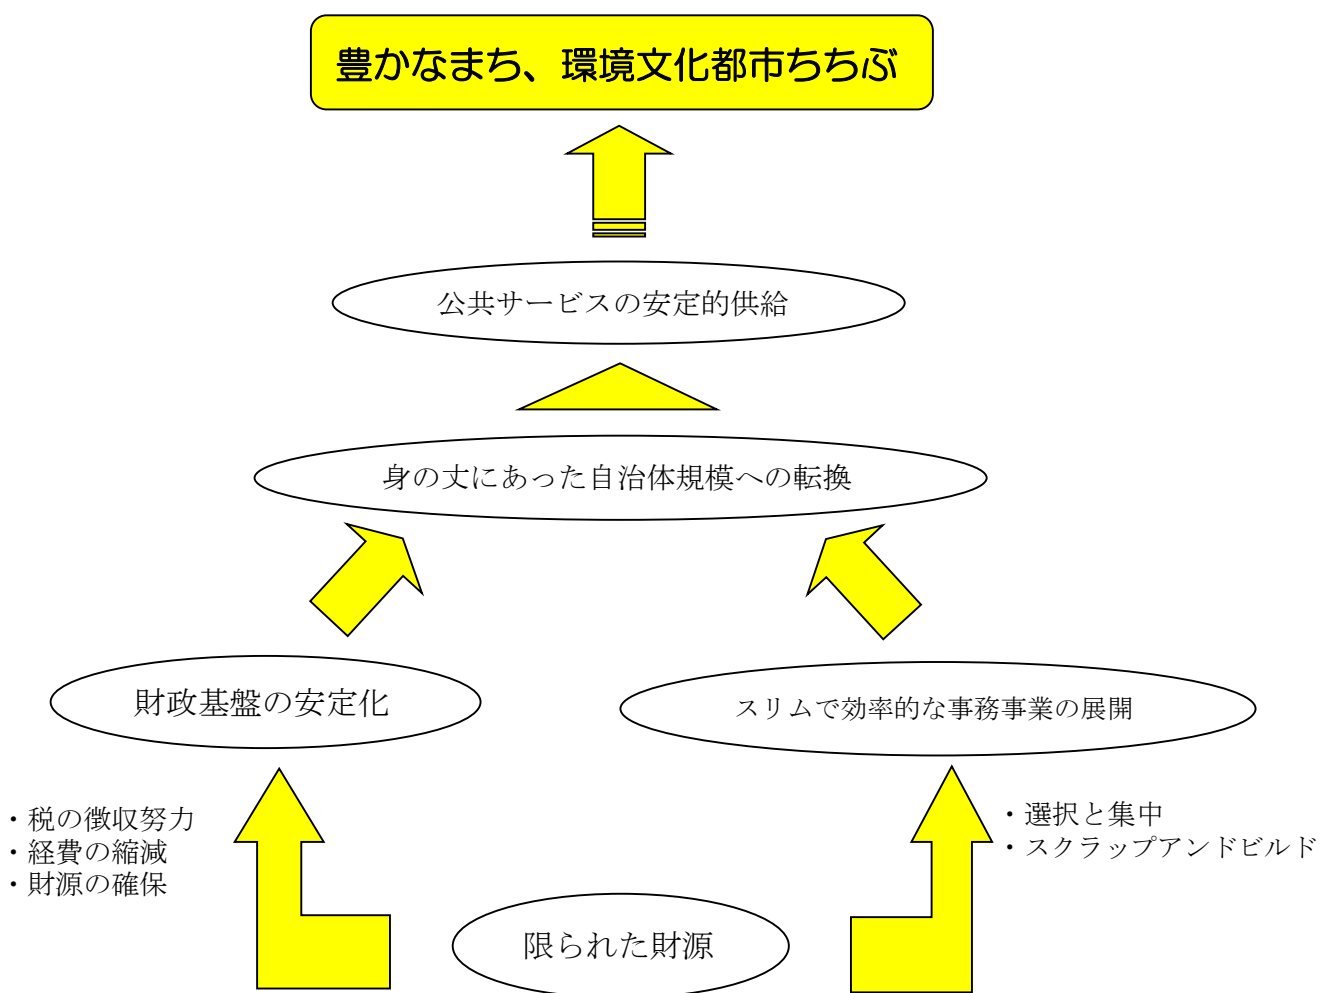 豊かなまち、環境文化都市ちちぶ
公共サービスの安定的供給
身の丈にあった自治体規模への転換
財政基盤の安定化
スリムで効率的な事務事業の展開
・税の徴収努力
・経費の縮減
・財源の確保
・選択と集中
・スクラップアンドビルド
限られた財源